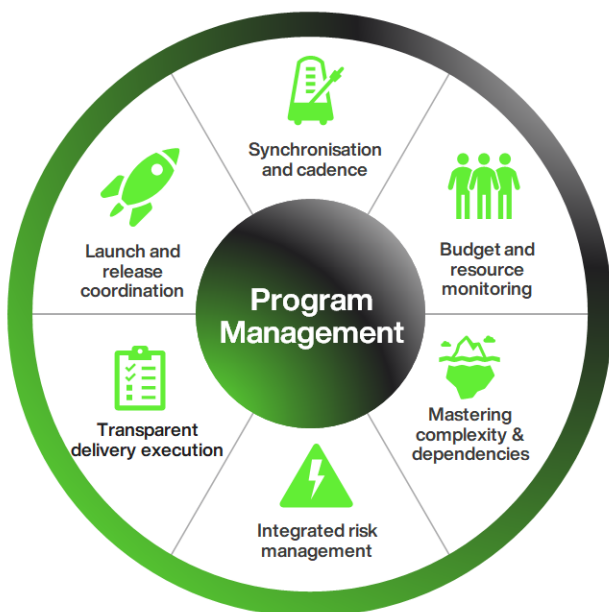 Synchronisation
and cadence
Budget and
resource
monitoring
Mastering
complexity &
dependencies
Integrated risk
management
Transparent
delivery execution
Launch and
release
coordination
Program
Management